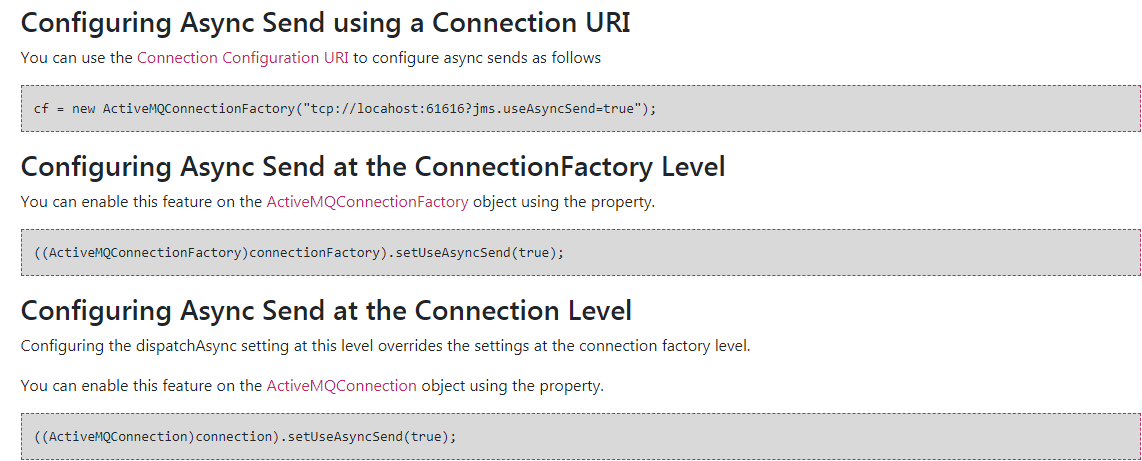 Configuring Async Send using a Connection URI
You can use the Connection Configuration URI to configure async sends as follows
cf = new ActiveMQConnectionFactory("tcp://locahost:61616?jms.useAsyncSend=true");
Configuring Async Send at the ConnectionFactory Level
You can enable this feature on the ActiveMQConnectionFactory object using the property.
((ActiveMQConnectionFactory)connectionFactory).setUseAsyncSend(true);
Configuring Async Send at the Connection Level
Configuring the dispatchAsync setting at this level overrides the settings at the connection factory level.
You can enable this feature on the ActiveMQConnection object using the property.
((ActiveMQConnection)connection).setUseAsyncSend(true);